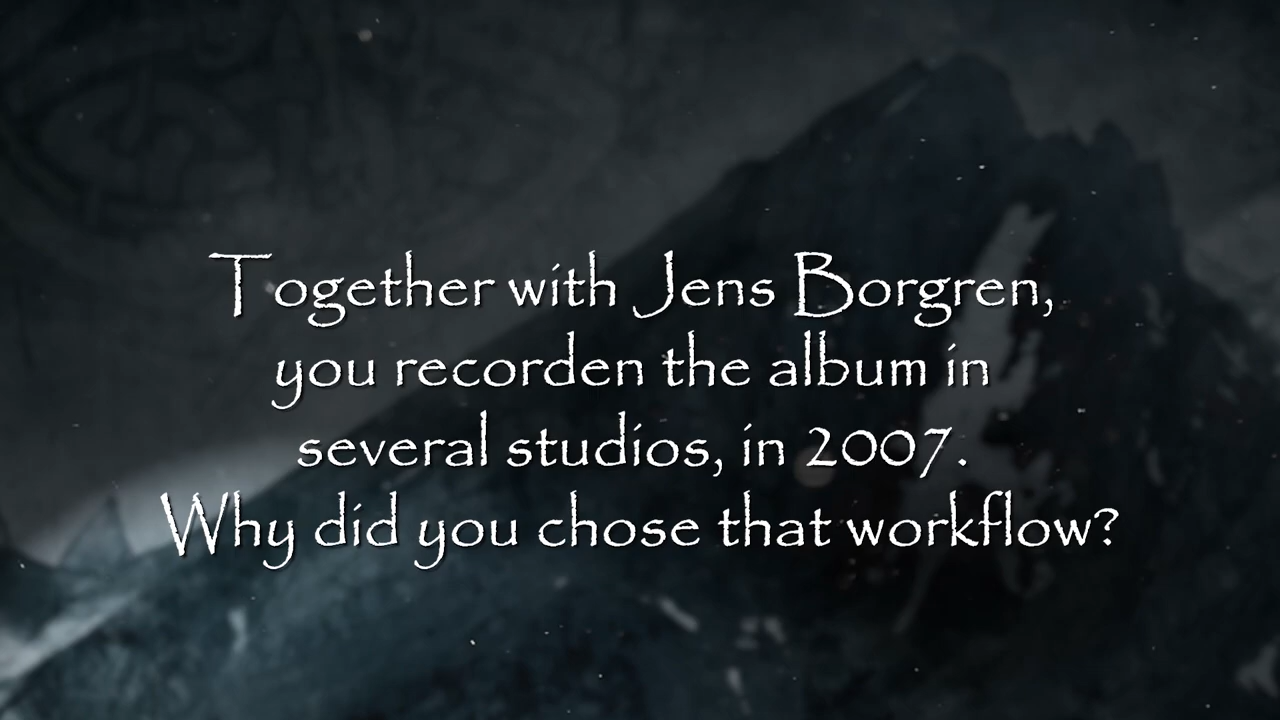 Together with Jens Borgren,
you recorden the album in
several studios, in 2007.
Why did you chose that workflow?